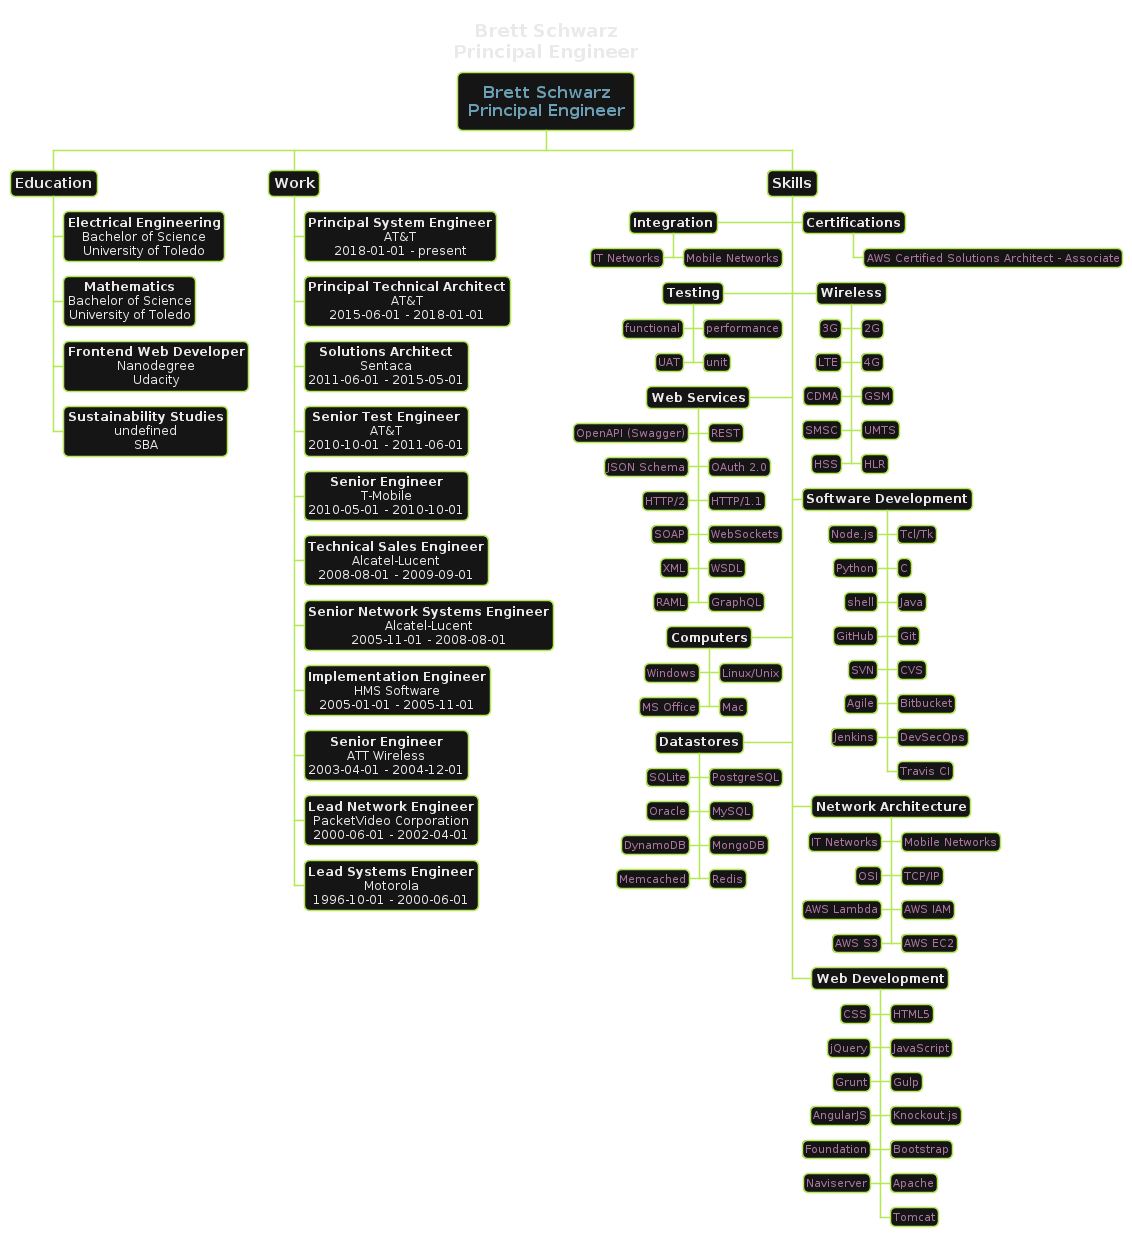 Brett Schwarz
Principal Engineer
Brett Schwarz
Principal Engineer
Education
Electrical Engineering
Bachelor of Science
University of Toledo
Mathematics
Bachelor of Science
University of Toledo
Frontend Web Developer
Nanodegree
Udacity
Sustainability Studies
undefined
SBA
Work
Principal System Engineer
AT&T
2018-01-01 - present
Principal Technical Architect
AT&T
2015-06-01 - 2018-01-01
Solutions Architect
Sentaca
2011-06-01 - 2015-05-01
Senior Test Engineer
AT&T
2010-10-01 - 2011-06-01
Senior Engineer
T-Mobile
2010-05-01 - 2010-10-01
Technical Sales Engineer
Alcatel-Lucent
2008-08-01 - 2009-09-01
Senior Network Systems Engineer
Alcatel-Lucent
2005-11-01 - 2008-08-01
Implementation Engineer
HMS Software
2005-01-01 - 2005-11-01
Senior Engineer
ATT Wireless
2003-04-01 - 2004-12-01
Lead Network Engineer
PacketVideo Corporation
2000-06-01 - 2002-04-01
Lead Systems Engineer
Motorola
1996-10-01 - 2000-06-01
Skills
Integration
IT Networks
Mobile Networks
Testing
functional
performance
UAT
unit
Web Services
OpenAPI (Swagger)
REST
JSON Schema
OAuth 2.0
HTTP/2
HTTP/1.1
SOAP
WebSockets
XML
WSDL
RAML
GraphQL
Computers
Windows
Linux/Unix
MS Office
Mac
Datastores
SQLite
PostgreSQL
Oracle
MySQL
DynamoDB
MongoDB
Memcached
Redis
Certifications
AWS Certified Solutions Architect - Associate
Wireless
3G
2G
LTE
4G
CDMA
GSM
SMSC
UMTS
HSS
HLR
Software Development
Node.js
Tcl/Tk
Python
C
shell
Java
GitHub
Git
SVN
CVS
Agile
Bitbucket
Jenkins
DevSecOps
Travis CI
Network Architecture
IT Networks
Mobile Networks
OSI
TCP/IP
AWS Lambda
AWS IAM
AWS S3
AWS EC2
Web Development
CSS
HTML5
jQuery
JavaScript
Grunt
Gulp
AngularJS
Knockout.js
Foundation
Bootstrap
Naviserver
Apache
Tomcat